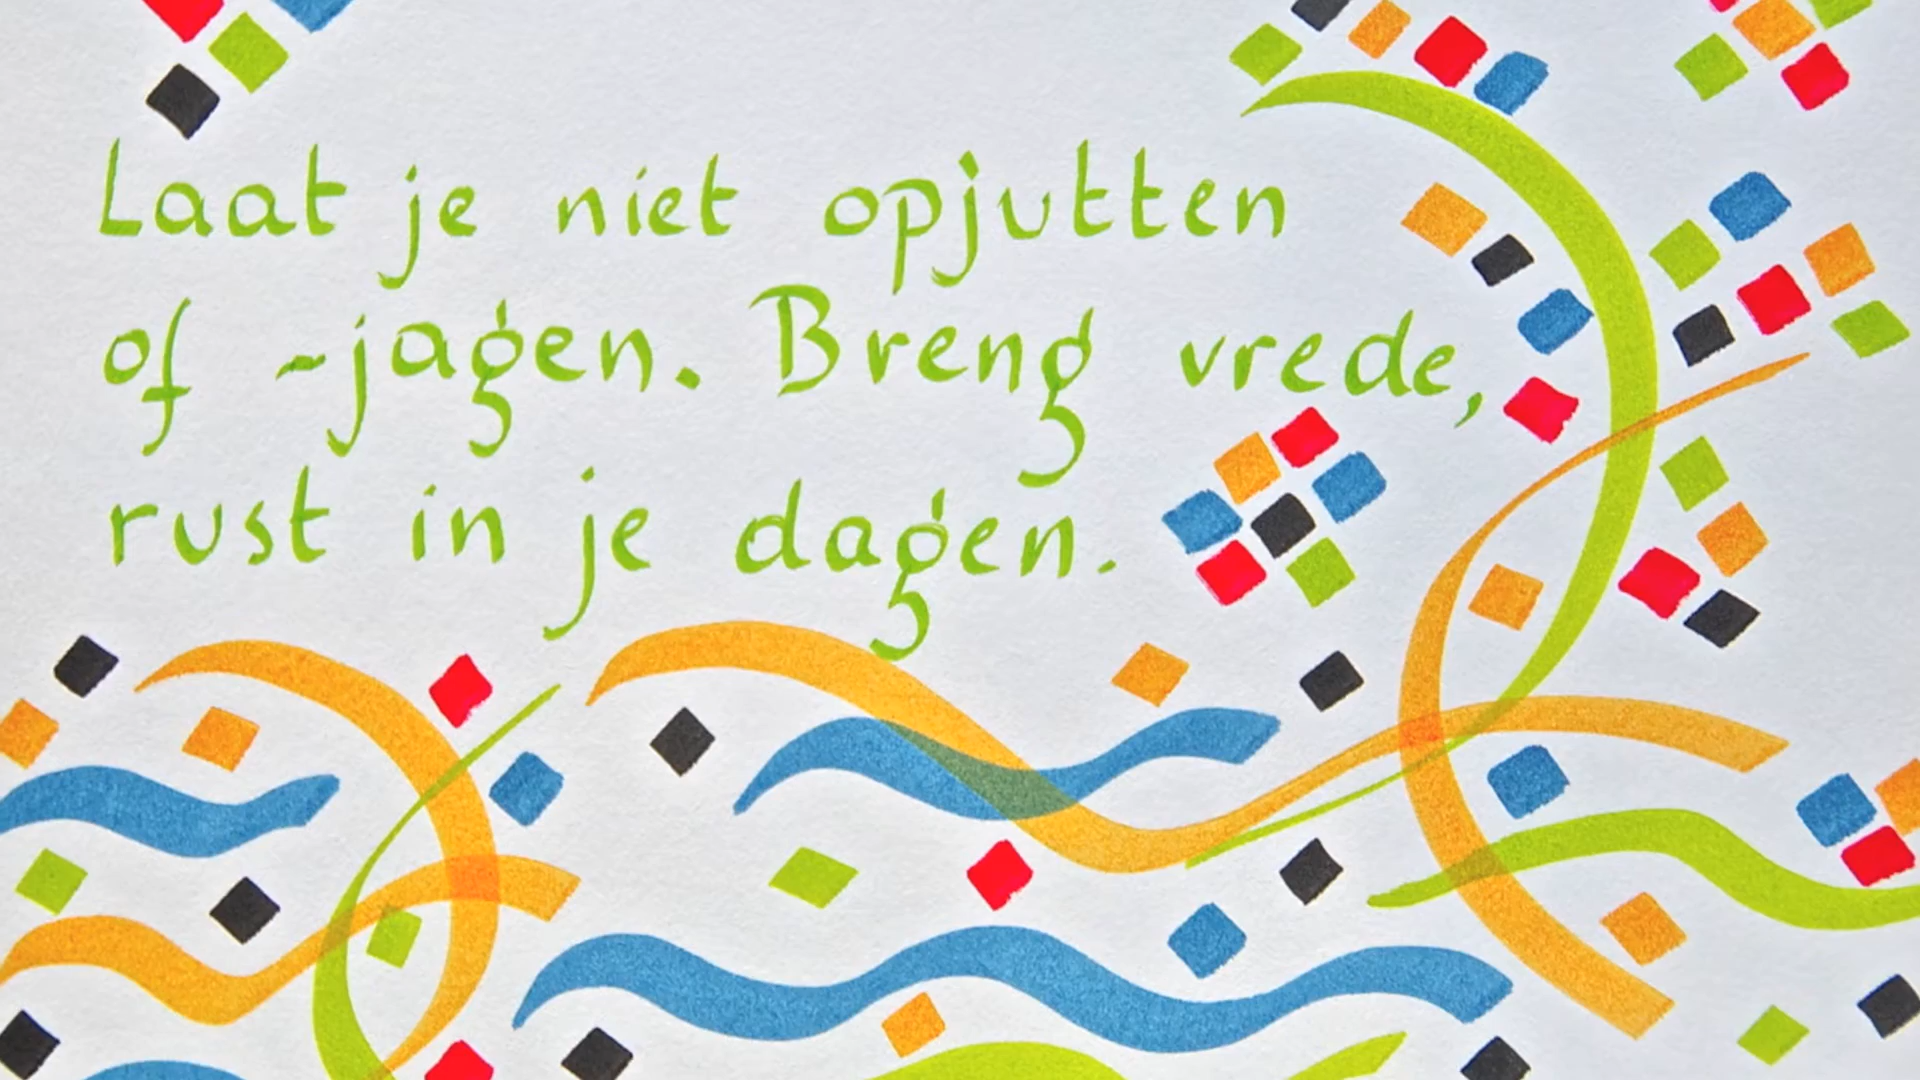 Laat je niet opjutten
of -jagen. Breng vrede,
rust in je dagen.